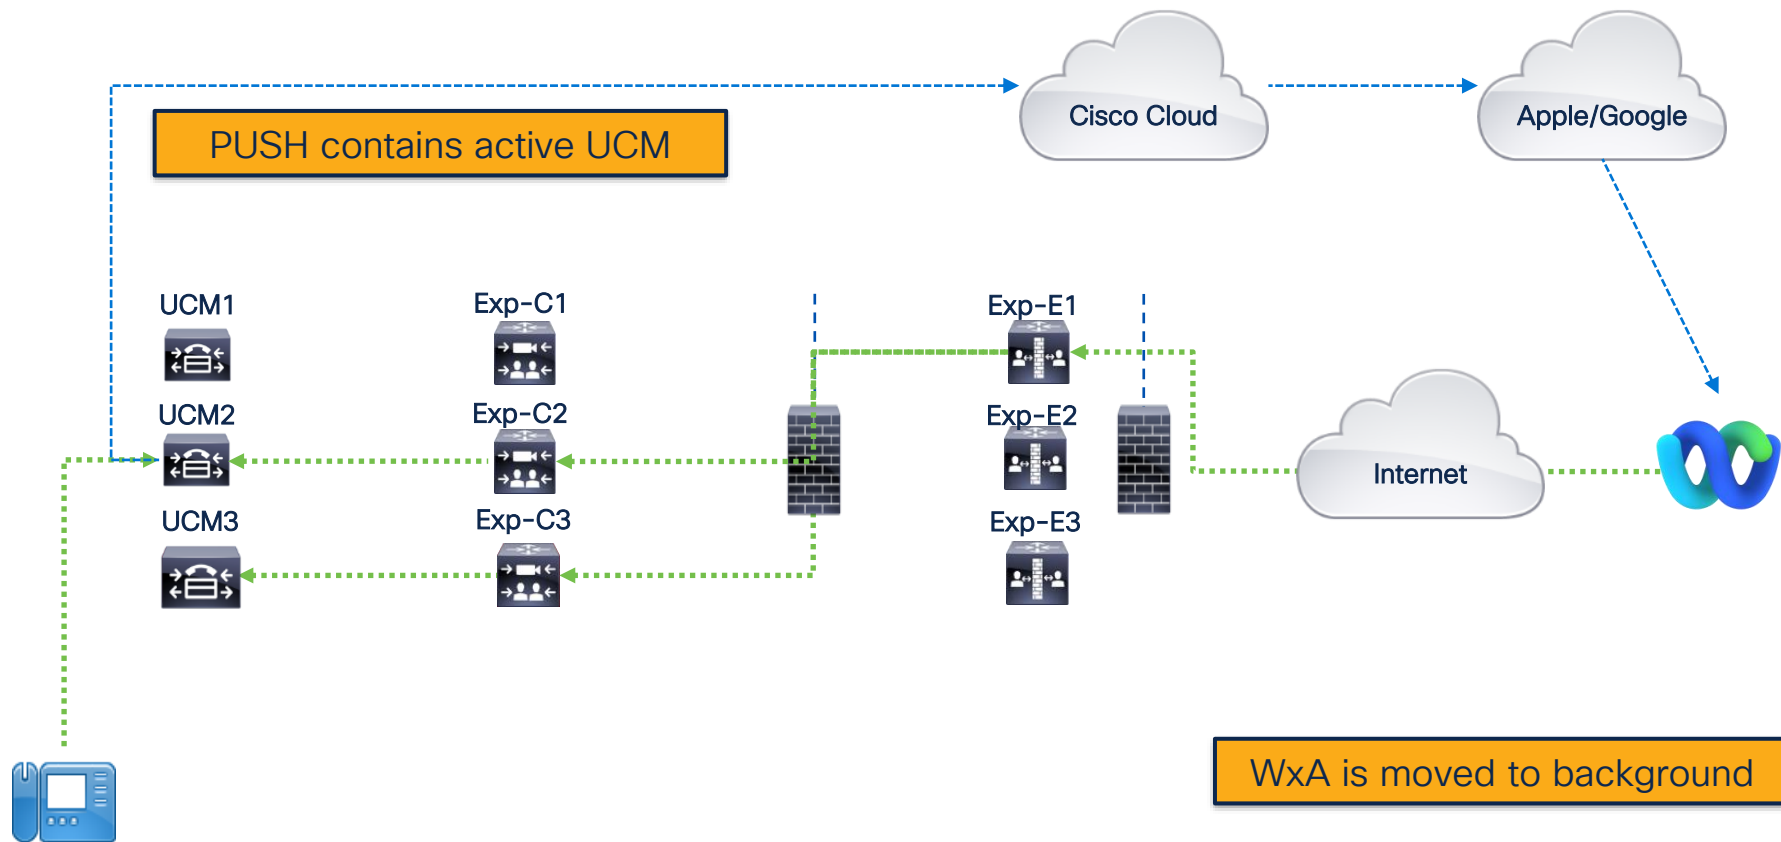 Cisco Cloud
Apple/Google
PUSH contains active UCM
UCM1
Exp-C1
Exp-E1
UCM2
Exp-C2
Exp-E2
Internet
UCM3
Exp-C3
Exp-E3
WxA is moved to background